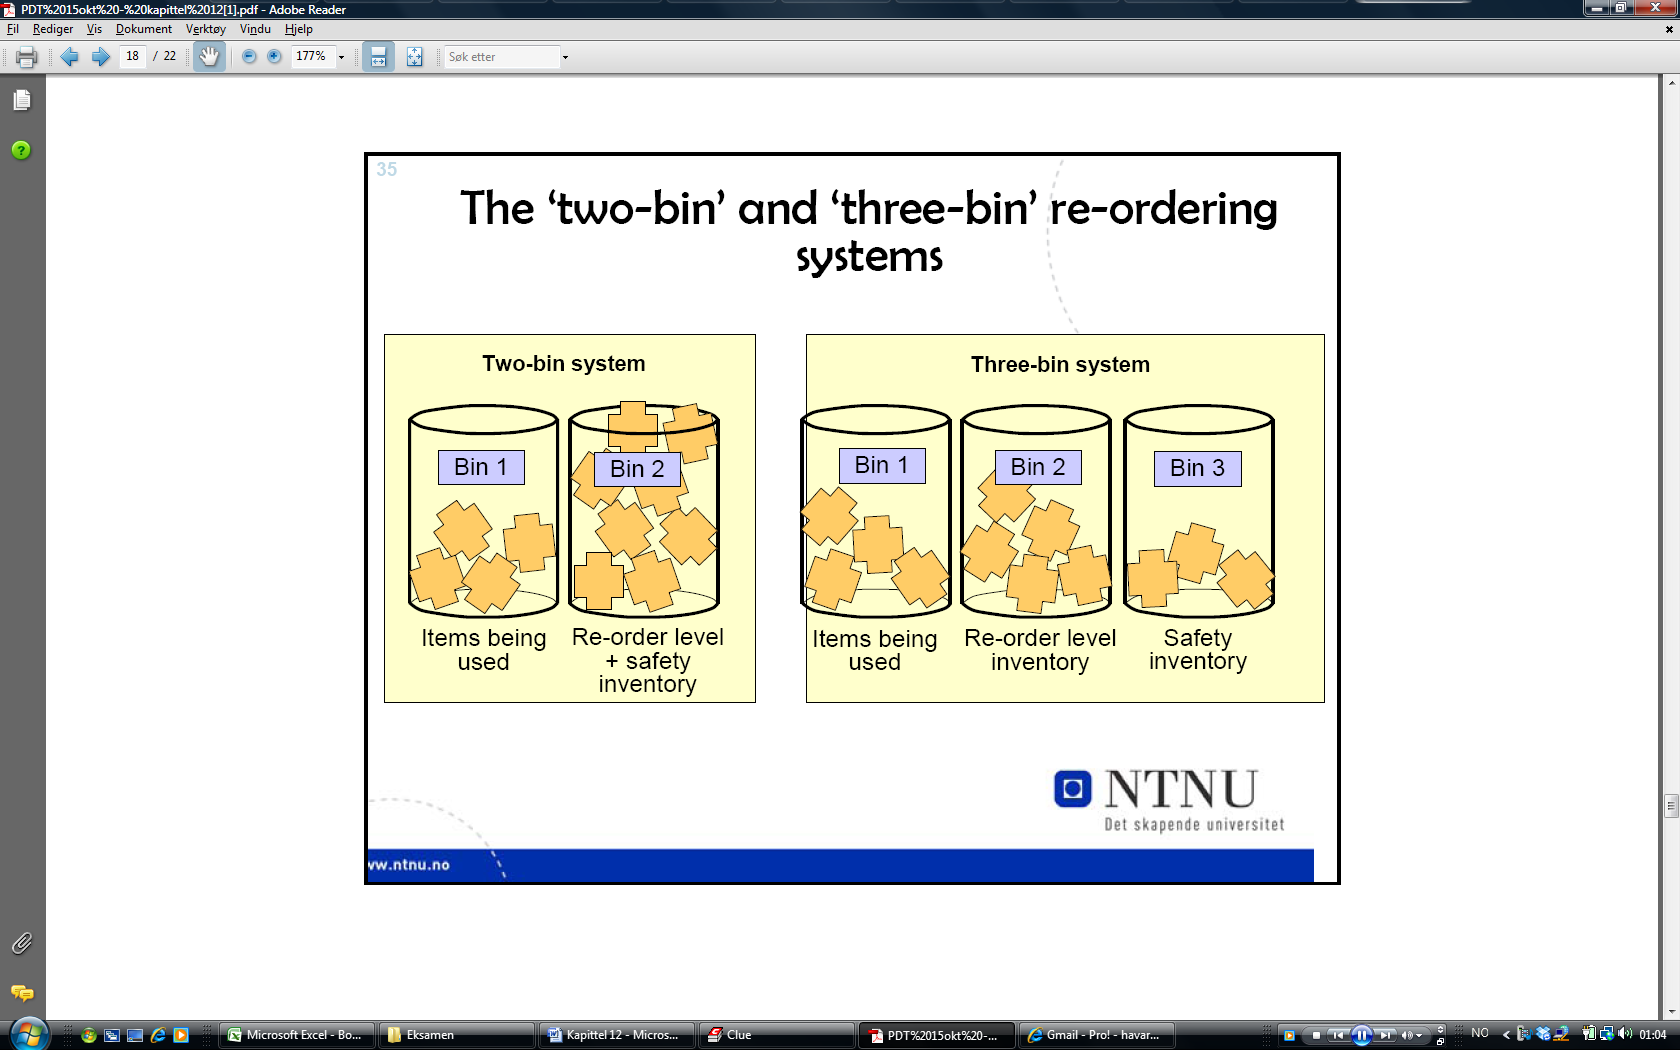 PDT%2015okt%20-%20kapittel%2012[1].pdf - Adobe Reader
Fil Rediger Vis Dokument Verktøy Vindu Hjelp
18 / 22 177% Søk etter
35
The ‘two-bin’ and ‘three-bin’ re-ordering
systems
Two-bin system
Bin 1
Bin 2
Items being
used
Re-order level
+ safety
inventory
Three-bin system
Bin 1
Bin 2
Bin 3
Items being
used
Re-order level
inventory
Safety
inventory
NTNU
Det skapende universitet
www.ntnu.no
Microsoft Excel - Bo...
Eksamen
Kapittel 12 - Micros...
Clue
PDT%2015okt%20-...
Gmail - Pro! - havar...
NO
01:04